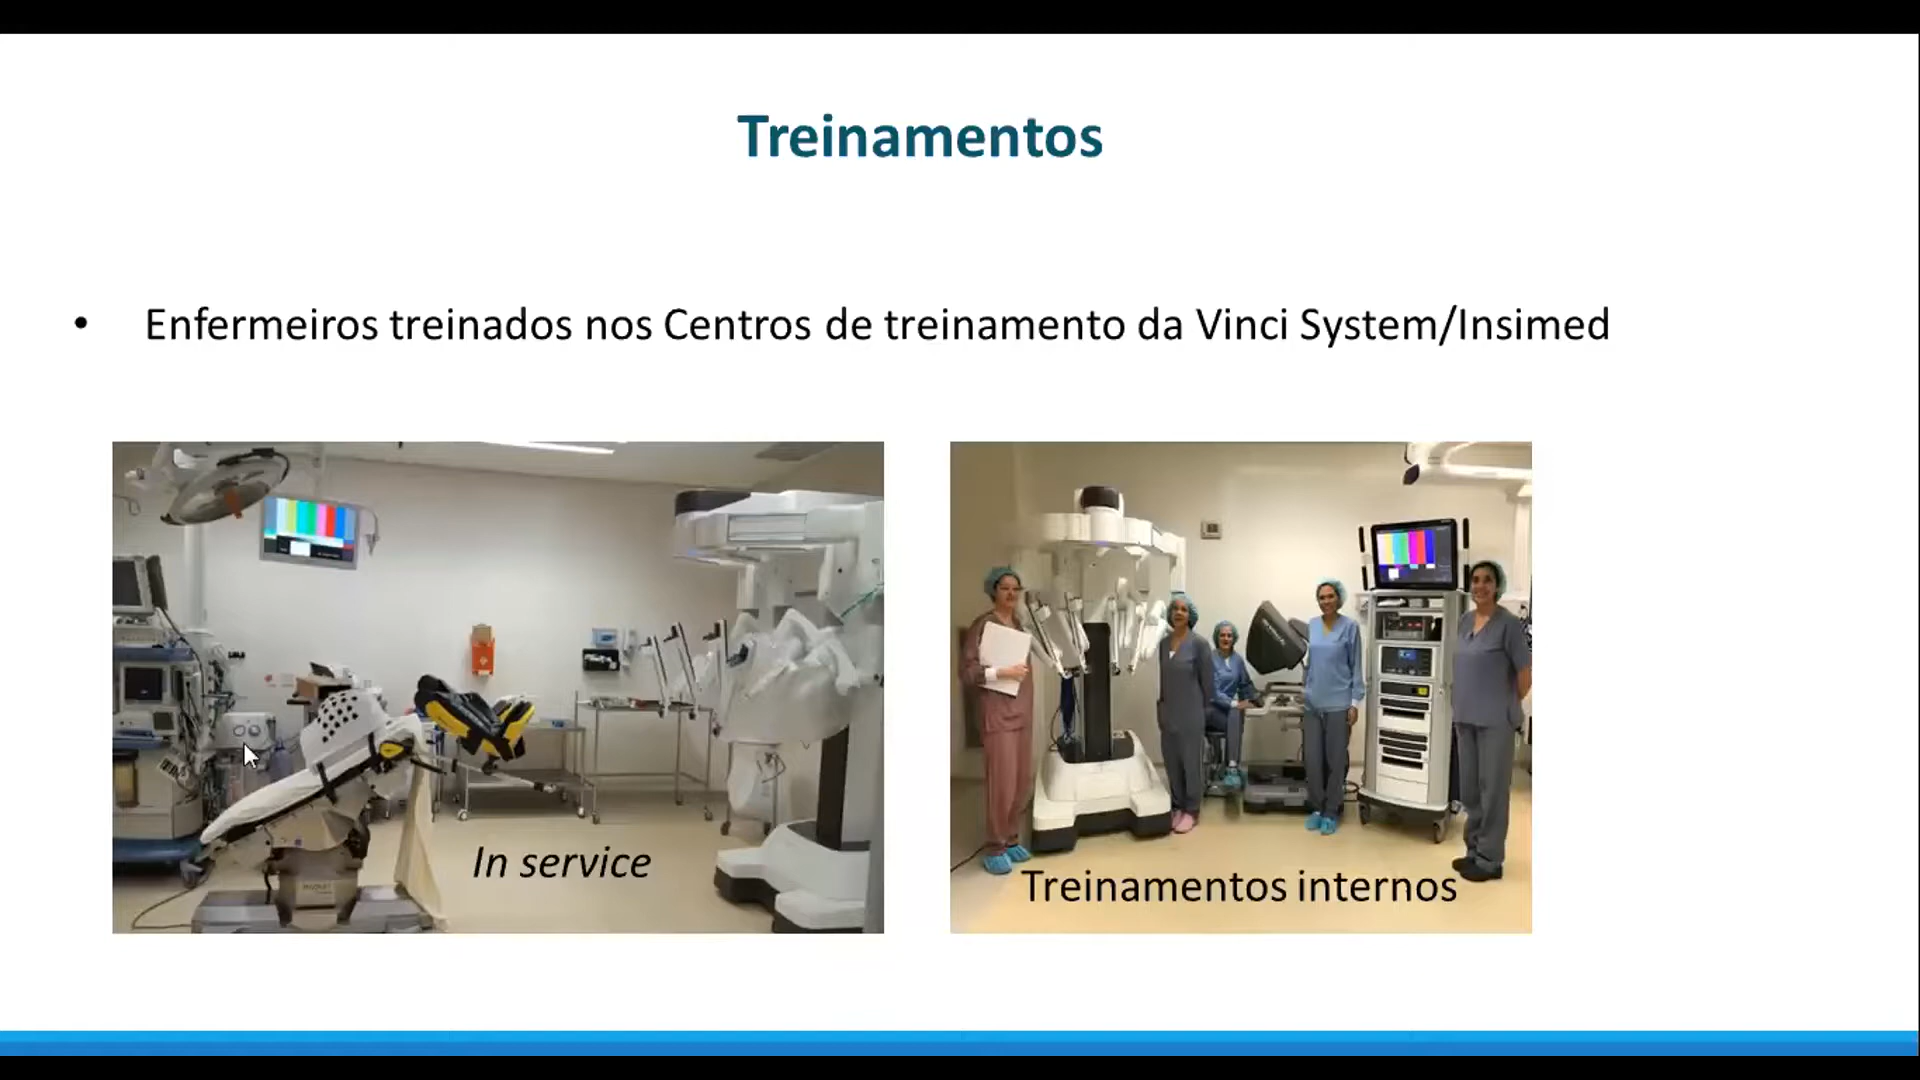 Treinamentos
• Enfermeiros treinados nos Centros de treinamento da Vinci System/Insimed
In service
Treinamentos internos